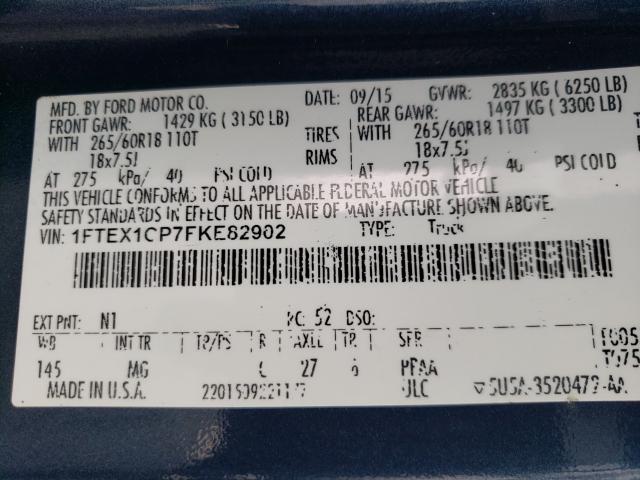 MFD. BY FORD MOTOR CO.
DATE: 09/15 GVWR: 2835 KG ( 6250 LB)
FRONT GAWR: 1429 KG ( 3150 LB)
REAR GAWR: 1497 KG ( 3300 LB)
WITH 265/60R18 110T TIRES WITH 265/60R18 110T
18x7.5J RIMS 18x7.5J
AT 275 kPa/ 40 PSI COLD AT 275 kPa/ 40 PSI COLD
THIS VEHICLE CONFORMS TO ALL APPLICABLE FEDERAL MOTOR VEHICLE
SAFETY STANDARDS IN EFFECT ON THE DATE OF MANUFACTURE SHOWN ABOVE.
VIN: 1FTEX1CP7FKE82902 TYPE: Truck
EXT PNT: N1 RC: 52 DSO:
WB INT TR TP/PS R AXLE TR SPR
145 MG 27 6 PFAA
MADE IN U.S.A. ULC 5U5A-3520472-AA